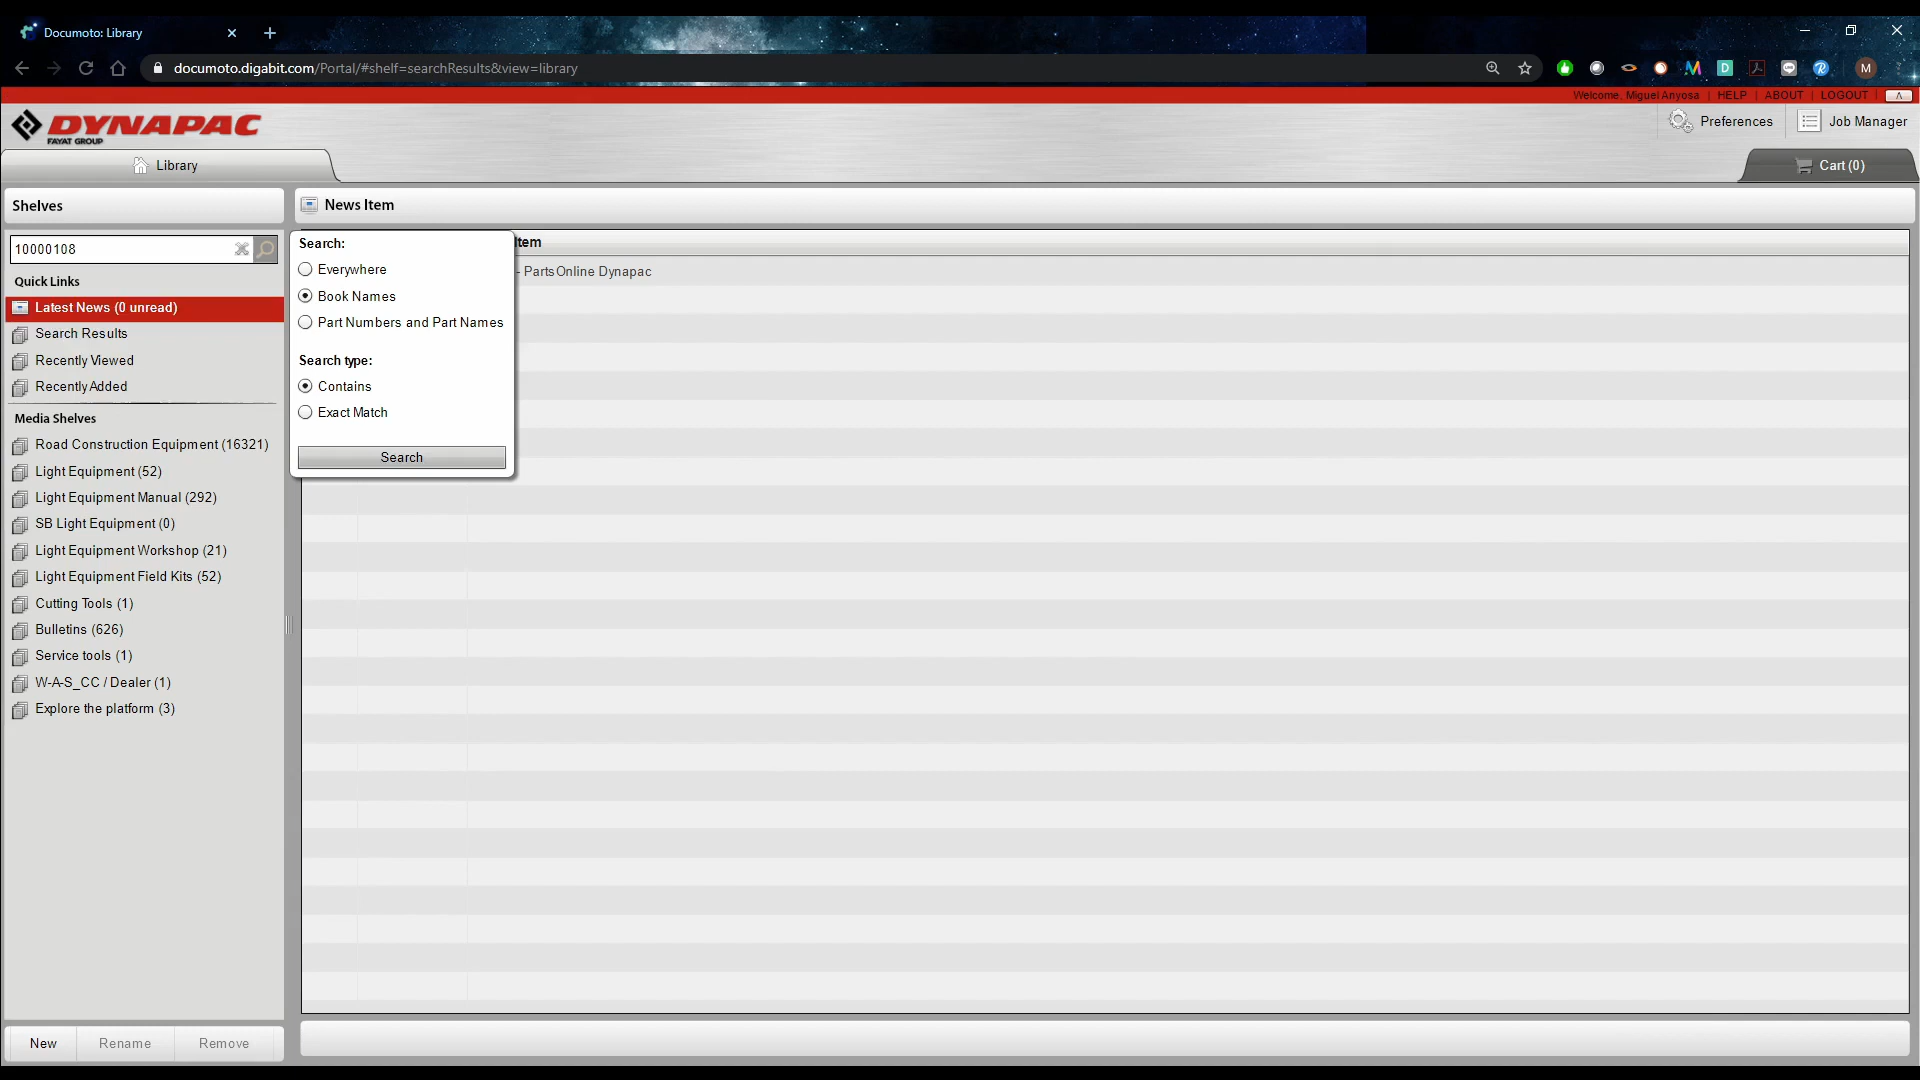 Documoto: Library
documoto.digabit.com/Portal/#shelf=searchResults&view=library
Welcome, Miguel Anyosa | HELP | ABOUT | LOGOUT
DYNAPAC
FAYAT GROUP
Preferences
Job Manager
Library
Cart (0)
Shelves
News Item
10000108
Search:
Item
Everywhere
- PartsOnline Dynapac
Quick Links
Book Names
Latest News (0 unread)
Part Numbers and Part Names
Search Results
Recently Viewed
Search type:
Recently Added
Contains
Exact Match
Media Shelves
Road Construction Equipment (16321)
Search
Light Equipment (52)
Light Equipment Manual (292)
SB Light Equipment (0)
Light Equipment Workshop (21)
Light Equipment Field Kits (52)
Cutting Tools (1)
Bulletins (626)
Service tools (1)
W-A-S_CC / Dealer (1)
Explore the platform (3)
New
Rename
Remove